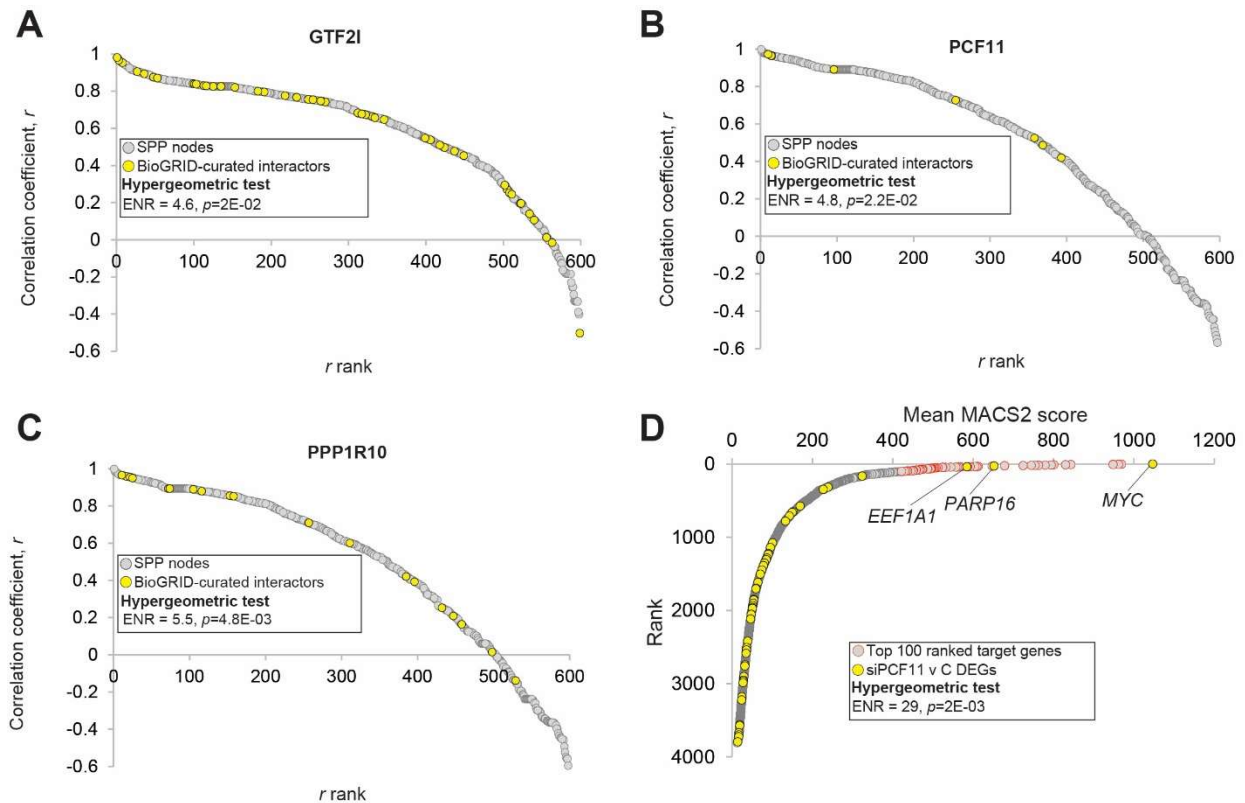 A
GTF2I
Correlation coefficient, r
1
0.8
0.6
0.4
0.2
0
-0.2
-0.4
-0.6
0 100 200 300 400 500 600
r rank
SPP nodes
BioGRID-curated interactors
Hypergeometric test
ENR = 4.6, p=2E-02
B
PCF11
Correlation coefficient, r
1
0.8
0.6
0.4
0.2
0
-0.2
-0.4
-0.6
0 100 200 300 400 500 600
r rank
SPP nodes
BioGRID-curated interactors
Hypergeometric test
ENR = 4.8, p=2.2E-02
C
PPP1R10
Correlation coefficient, r
1
0.8
0.6
0.4
0.2
0
-0.2
-0.4
-0.6
0 100 200 300 400 500 600
r rank
SPP nodes
BioGRID-curated interactors
Hypergeometric test
ENR = 5.5, p=4.8E-03
D
Mean MACS2 score
0 200 400 600 800 1000 1200
Rank
0
1000
2000
3000
4000
EEF1A1
PARP16
MYC
Top 100 ranked target genes
siPCF11 v C DEGs
Hypergeometric test
ENR = 29, p=2E-03